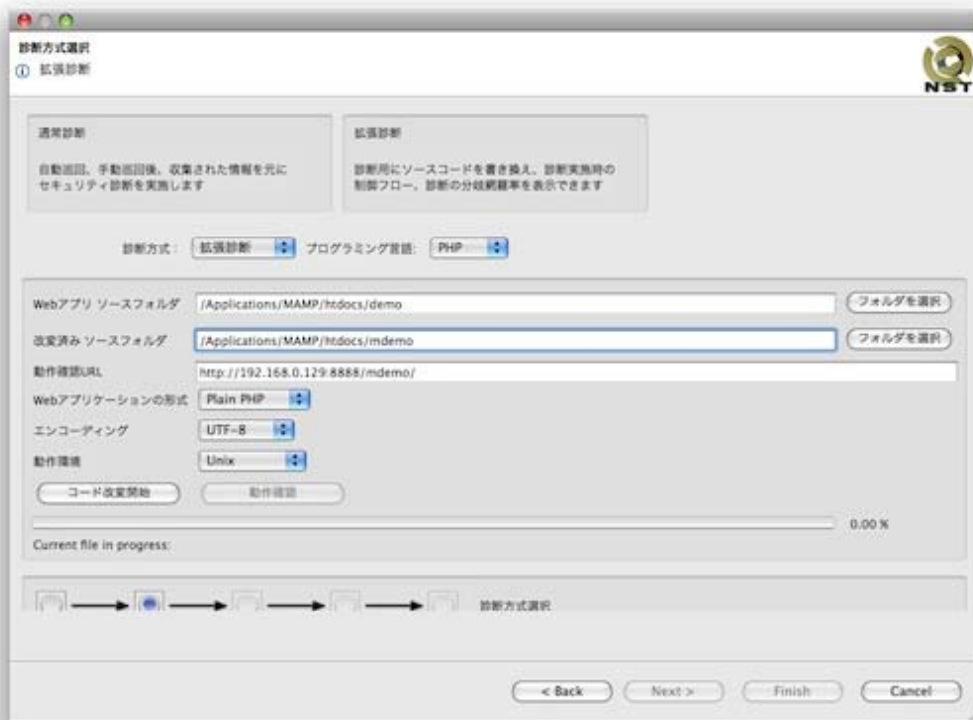 診断方式選択
拡張診断
NST
通常診断
自動巡回、手動巡回後、収集された情報を元に
セキュリティ診断を実施します
拡張診断
診断用にソースコードを書き換え、診断実施時の
制御フロー、診断の分岐網羅率を表示できます
診断方式： 拡張診断 プログラミング言語: PHP
Webアプリ ソースフォルダ /Applications/MAMP/htdocs/demo フォルダを選択
改変済み ソースフォルダ /Applications/MAMP/htdocs/mdemo フォルダを選択
動作確認URL http://192.168.0.129:8888/mdemo/
Webアプリケーションの形式 Plain PHP
エンコーディング UTF-8
動作環境 Unix
コード改変開始 動作確認
0.00 %
Current file in progress:
診断方式選択
< Back Next > Finish Cancel